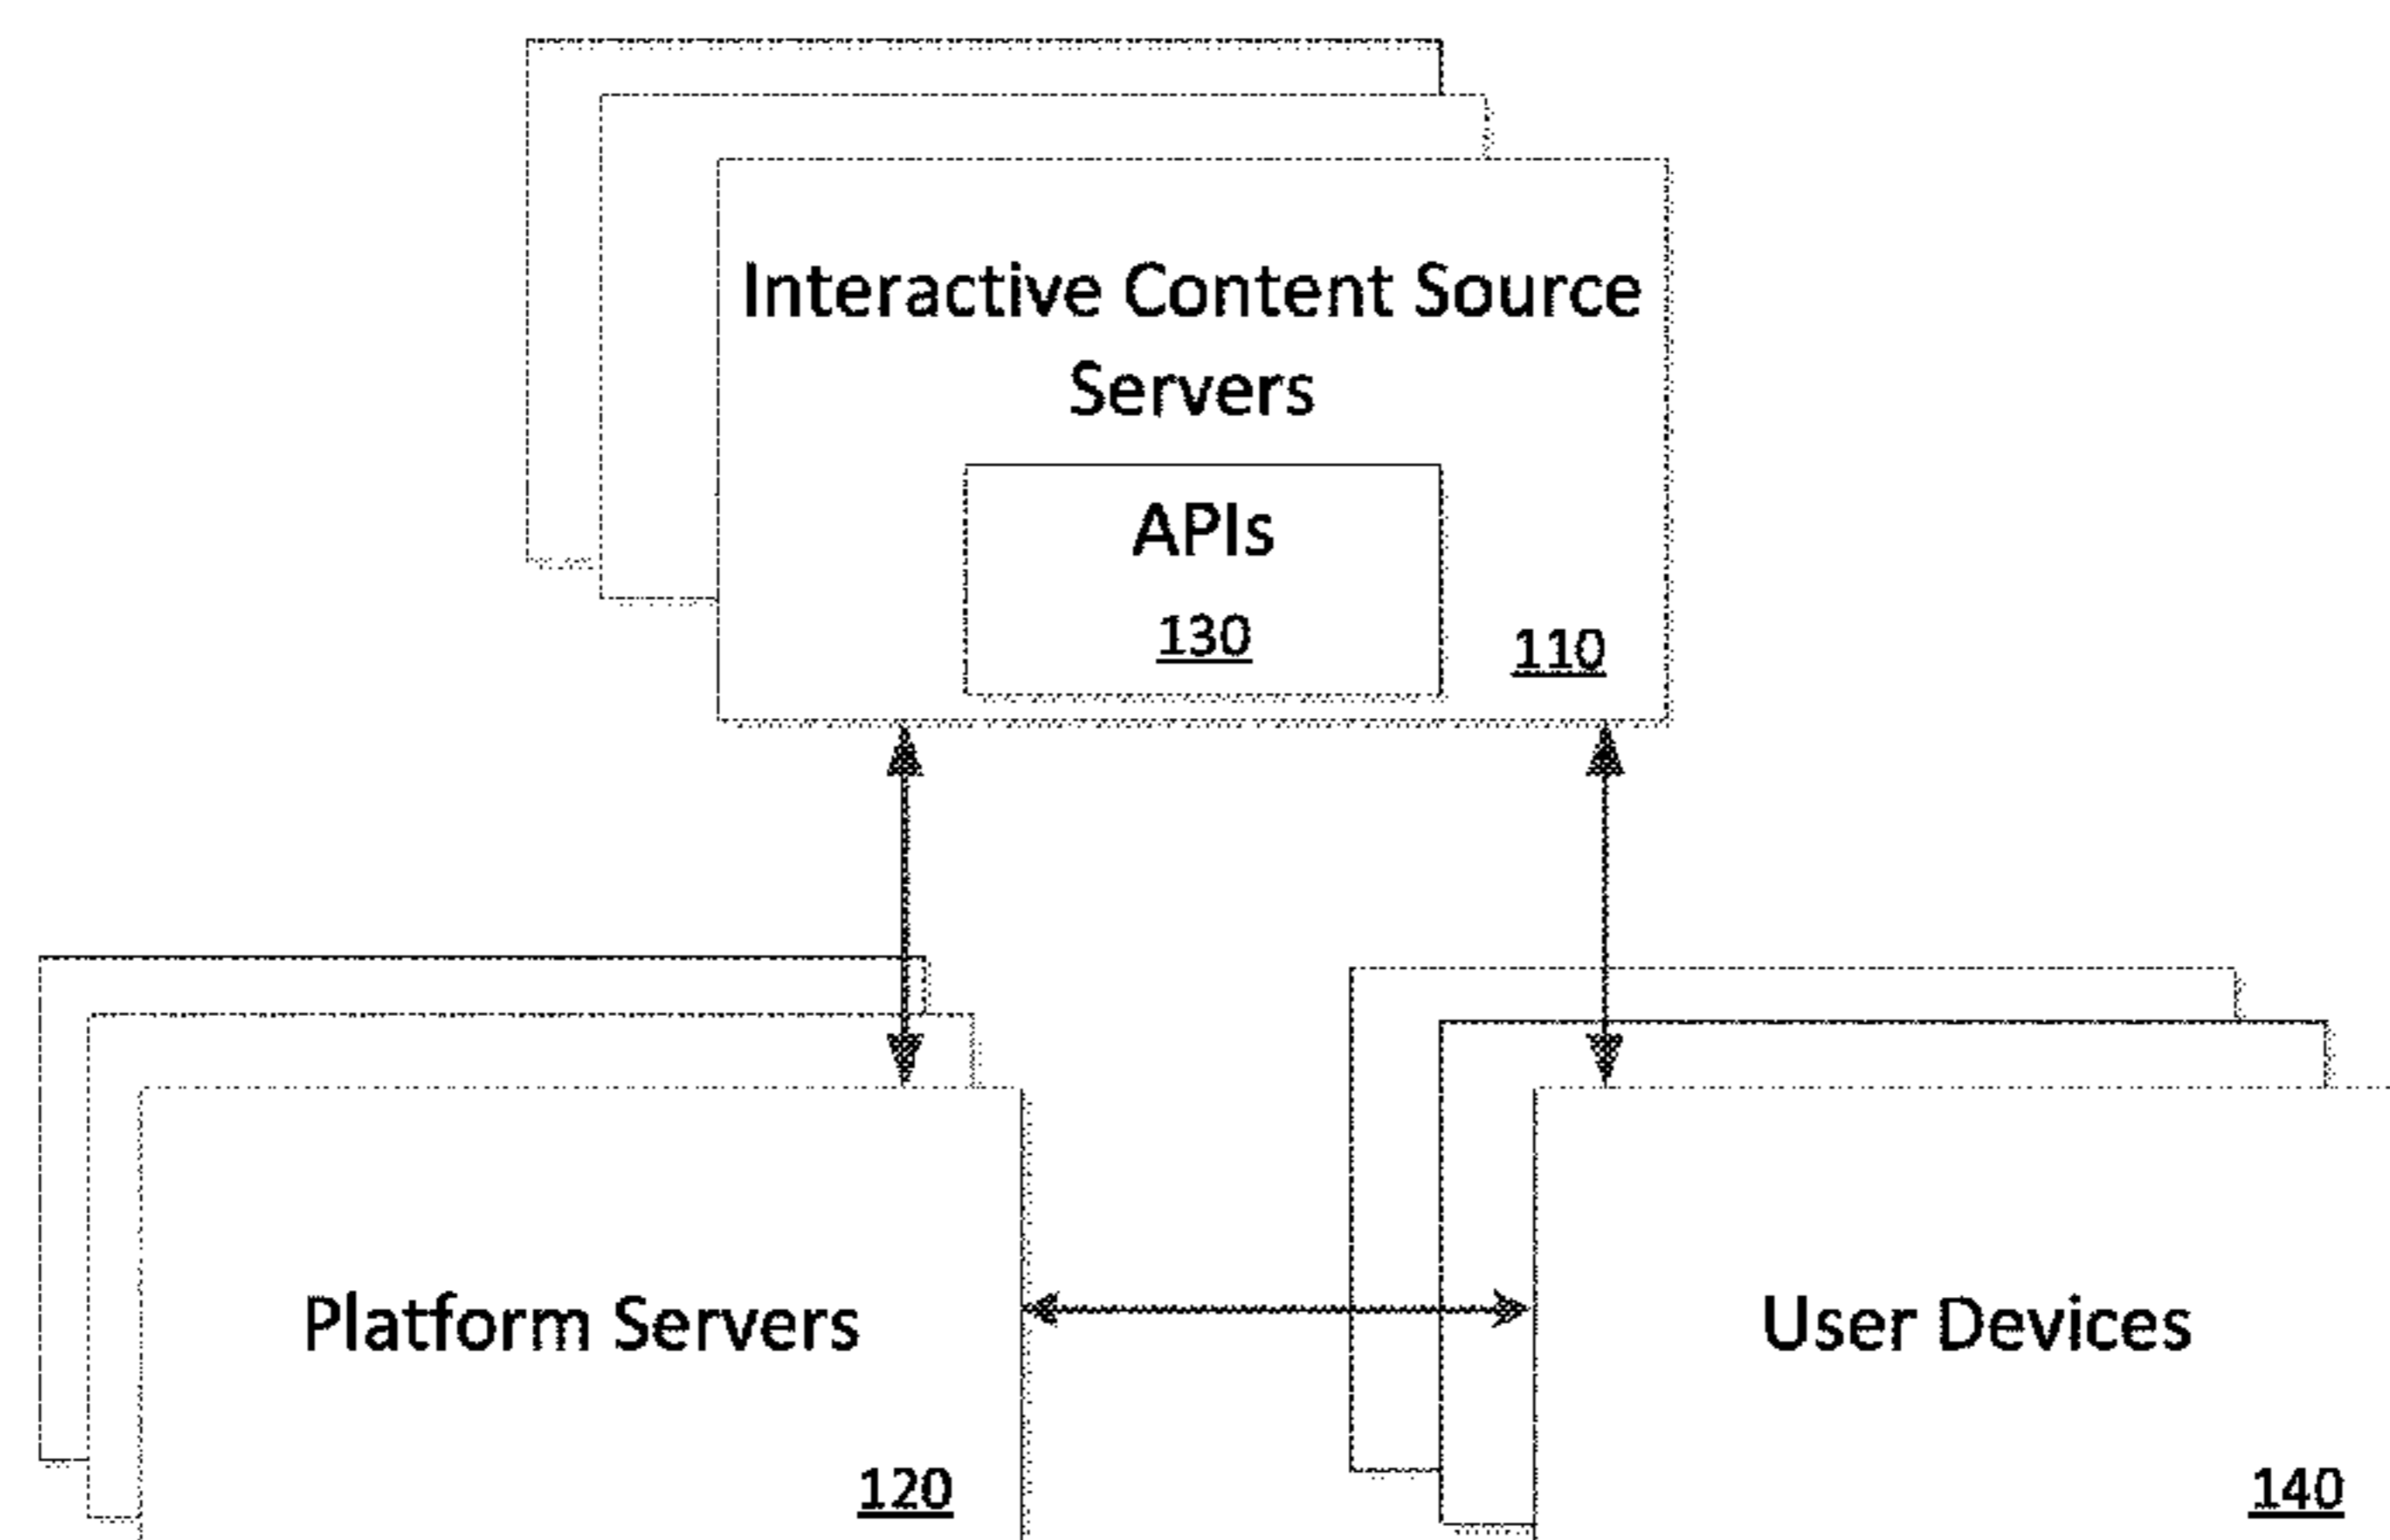 Interactive Content Source
Servers
APIs
130
110
Platform Servers
User Devices
120
140